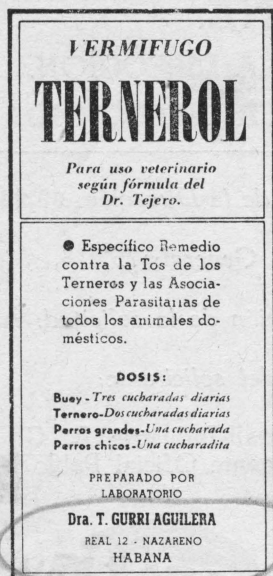 VERMIFUGO
TERNEROL
Para uso veterinario
según fórmula del
Dr. Tejero.
● Específico Remedio
contra la Tos de los
Terneros y las Asocia-
ciones Parasitarias de
todos los animales do-
mésticos.
DOSIS:
Buey - Tres cucharadas diarias
Ternero-Dos cucharadas diarias
Perros grandes-Una cucharada
Perros chicos-Una cucharadita
PREPARADO POR
LABORATORIO
Dra. T. GURRI AGUILERA
REAL 12 - NAZARENO
HABANA